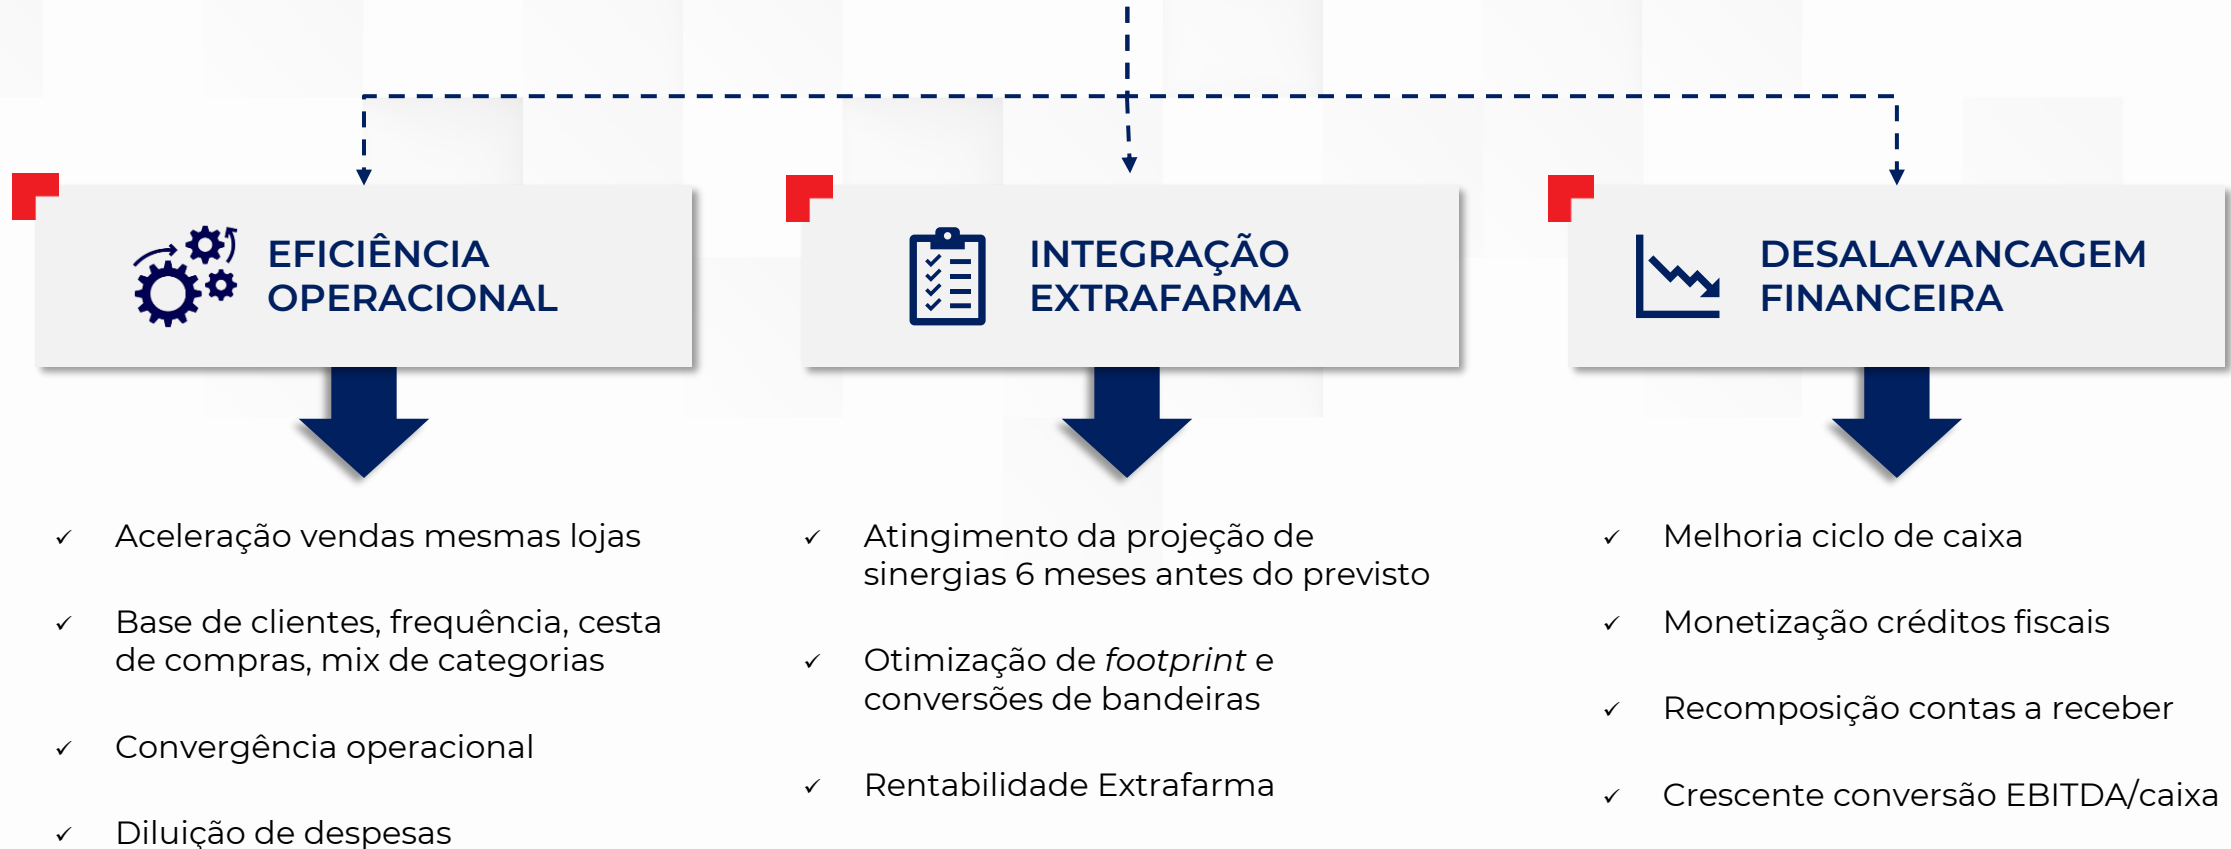 EFICIÊNCIA
OPERACIONAL
Aceleração vendas mesmas lojas
Base de clientes, frequência, cesta
de compras, mix de categorias
Convergência operacional
Diluição de despesas
INTEGRAÇÃO
EXTRAFARMA
Atingimento da projeção de
sinergias 6 meses antes do previsto
Otimização de footprint e
conversões de bandeiras
Rentabilidade Extrafarma
DESALAVANCAGEM
FINANCEIRA
Melhoria ciclo de caixa
Monetização créditos fiscais
Recomposição contas a receber
Crescente conversão EBITDA/caixa